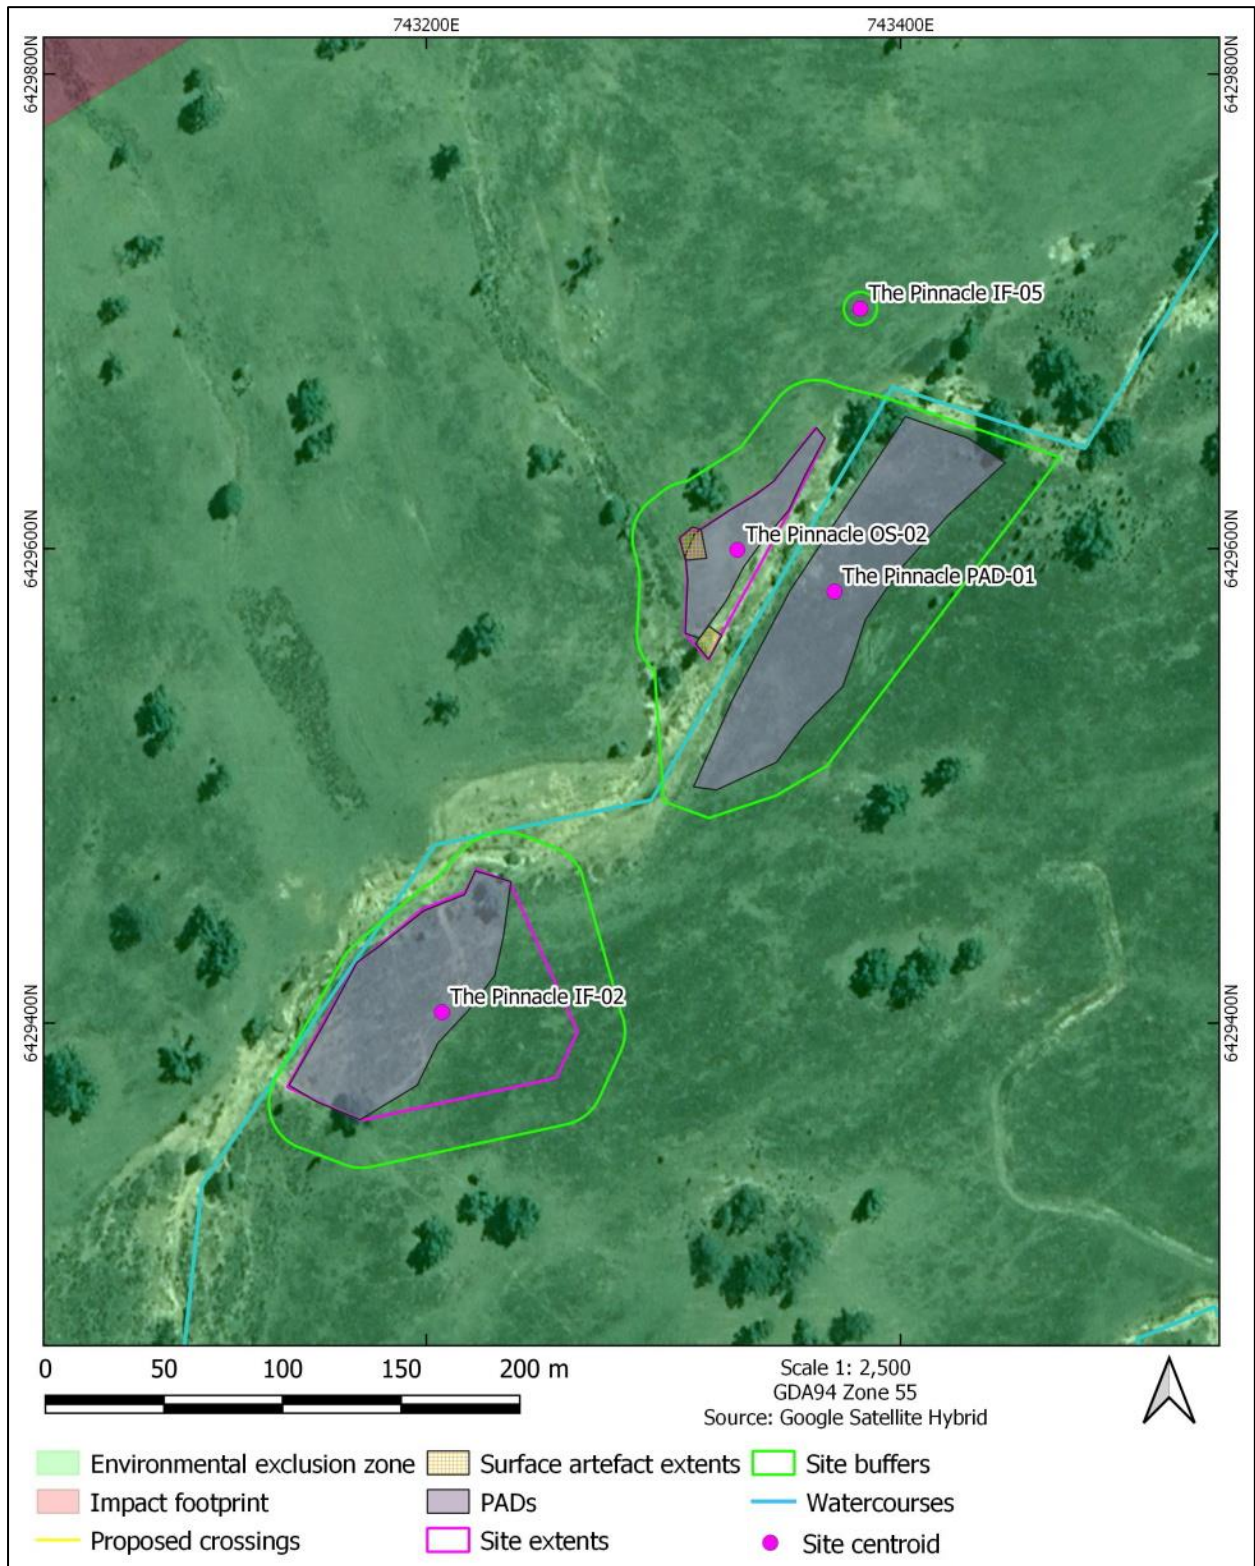 743200E
743400E
6429800N
6429800N
The Pinnacle IF-05
The Pinnacle OS-02
6429600N
6429600N
The Pinnacle PAD-01
The Pinnacle IF-02
6429400N
6429400N
0 50 100 150 200 m
Scale 1: 2,500
GDA94 Zone 55
Source: Google Satellite Hybrid
Environmental exclusion zone
Surface artefact extents
Site buffers
Impact footprint
PADs
Watercourses
Proposed crossings
Site extents
Site centroid